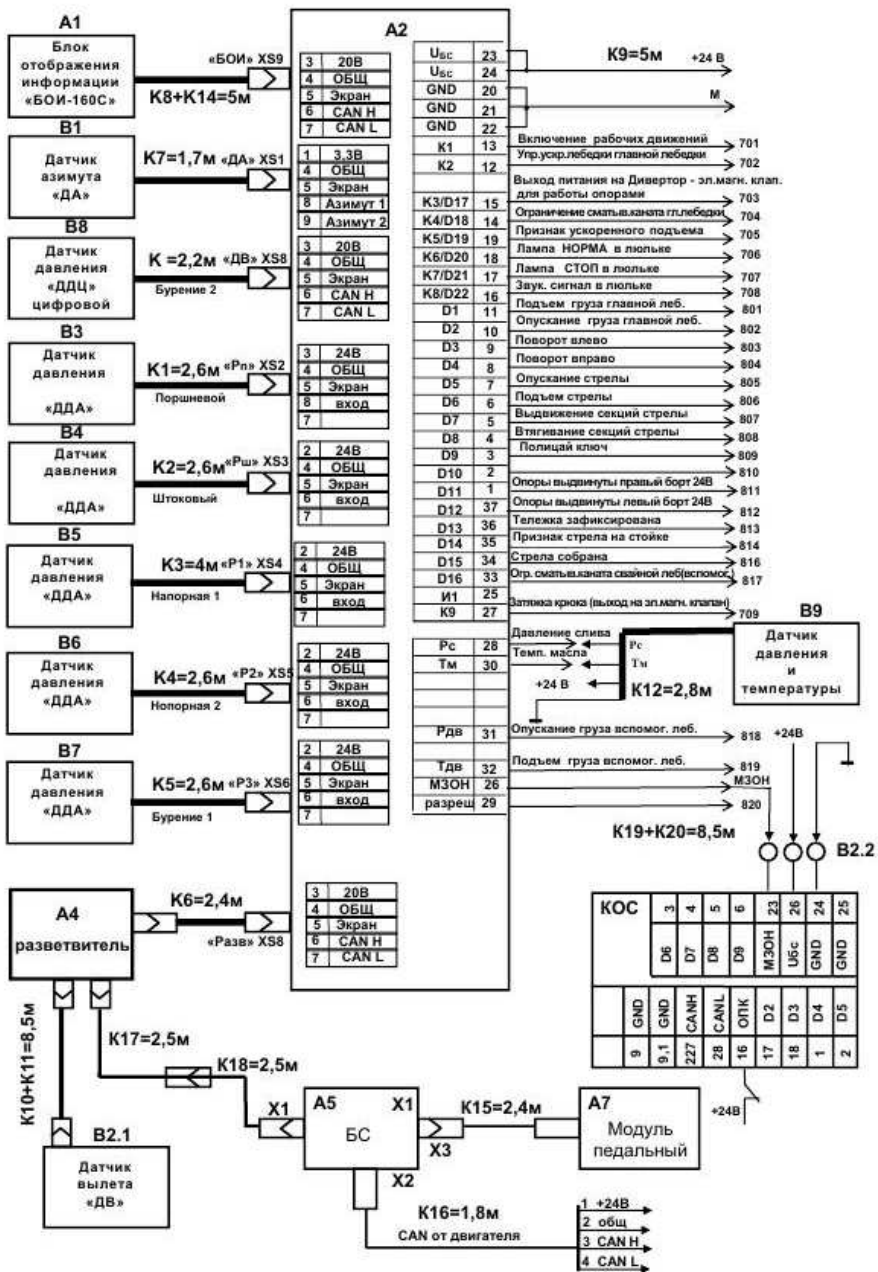 A1
Блок
отображения
информации
«БОИ-160С»
«БОИ» XS9
K8+K14=5м
B1
Датчик
азимута
«ДА»
K7=1,7м «ДА» XS1
B8
Датчик
давления
«ДДЦ»
цифровой
K =2,2м «ДВ» XS8
Бурение 2
B3
Датчик
давления
«ДДА»
K1=2,6м «Рп» XS2
Поршневой
B4
Датчик
давления
«ДДА»
K2=2,6м «Рш» XS3
Штоковый
B5
Датчик
давления
«ДДА»
K3=4м «Р1» XS4
Напорная 1
B6
Датчик
давления
«ДДА»
K4=2,6м «Р2» XS5
Нопорная 2
B7
Датчик
давления
«ДДА»
K5=2,6м «Р3» XS6
Бурение 1
A2
3 20В
4 ОБЩ
5 Экран
6 CAN H
7 CAN L
1 3.3В
4 ОБЩ
5 Экран
8 Азимут 1
9 Азимут 2
3 20В
4 ОБЩ
5 Экран
6 CAN H
7 CAN L
3 24В
4 ОБЩ
5 Экран
8 вход
7
2 24В
4 ОБЩ
5 Экран
6 вход
7
2 24В
4 ОБЩ
5 Экран
6 вход
7
2 24В
4 ОБЩ
5 Экран
6 вход
7
2 24В
4 ОБЩ
5 Экран
6 вход
7
3 20В
4 ОБЩ
5 Экран
6 CAN H
7 CAN L
K9=5м
+24 В
М
UБС 23
UБС 24
GND 20
GND 21
GND 22
K1 13 Включение рабочих движений 701
K2 12 Упр.ускр.лебедки главной лебедки 702
Выход питания на Дивертор - эл.магн. клап.
K3/D17 15 для работы опорами 703
K4/D18 14 Ограничение сматыв.каната гл.лебедки 704
K5/D19 19 Признак ускоренного подъема 705
K6/D20 18 Лампа НОРМА в люльке 706
K7/D21 17 Лампа СТОП в люльке 707
K8/D22 16 Звук. сигнал в люльке 708
D1 11 Подъем груза главной леб. 801
D2 10 Опускание груза главной леб. 802
D3 9 Поворот влево 803
D4 8 Поворот вправо 804
D5 7 Опускание стрелы 805
D6 6 Подъем стрелы 806
D7 5 Выдвижение секций стрелы 807
D8 4 Втягивание секций стрелы 808
D9 3 Полицай ключ 809
D10 2 810
D11 1 Опоры выдвинуты правый борт 24В 811
D12 37 Опоры выдвинуты левый борт 24В 812
D13 36 Тележка зафиксирована 813
D14 35 Признак стрела на стойке 814
D15 34 Стрела собрана 816
D16 33 Огр. сматыв.каната свайной леб(вспомог.) 817
И1 25
K9 27 Затяжка крюка (выход на эл.магн. клапан) 709
Рс 28 Давление слива
Тм 30 Темп. масла
Рс
Тм
+24 В
K12=2,8м
B9
Датчик
давления
и
температуры
Рдв 31 Опускание груза вспомог. леб. 818
Тдв 32 Подъем груза вспомог. леб. 819
МЗОН 26 МЗОН
разреш 29 820
+24В
K19+K20=8,5м
B2.2
A4
разветвитель
K6=2,4м
«Разв» XS8
КОС
D6 3
D7 4
D8 5
D9 6
МЗОН 23
Uбс 26
GND 24
GND 25
9 GND
9,1 GND
227 CANH
28 CANL
16 ОПК
17 D2
18 D3
1 D4
2 D5
+24В
K10+K11=8,5м
K17=2,5м
K18=2,5м
B2.1
Датчик
вылета
«ДВ»
X1
A5 X1
БС
X3
X2
K15=2,4м
A7
Модуль
педальный
K16=1,8м
CAN от двигателя
1 +24В
2 общ
3 CAN H
4 CAN L